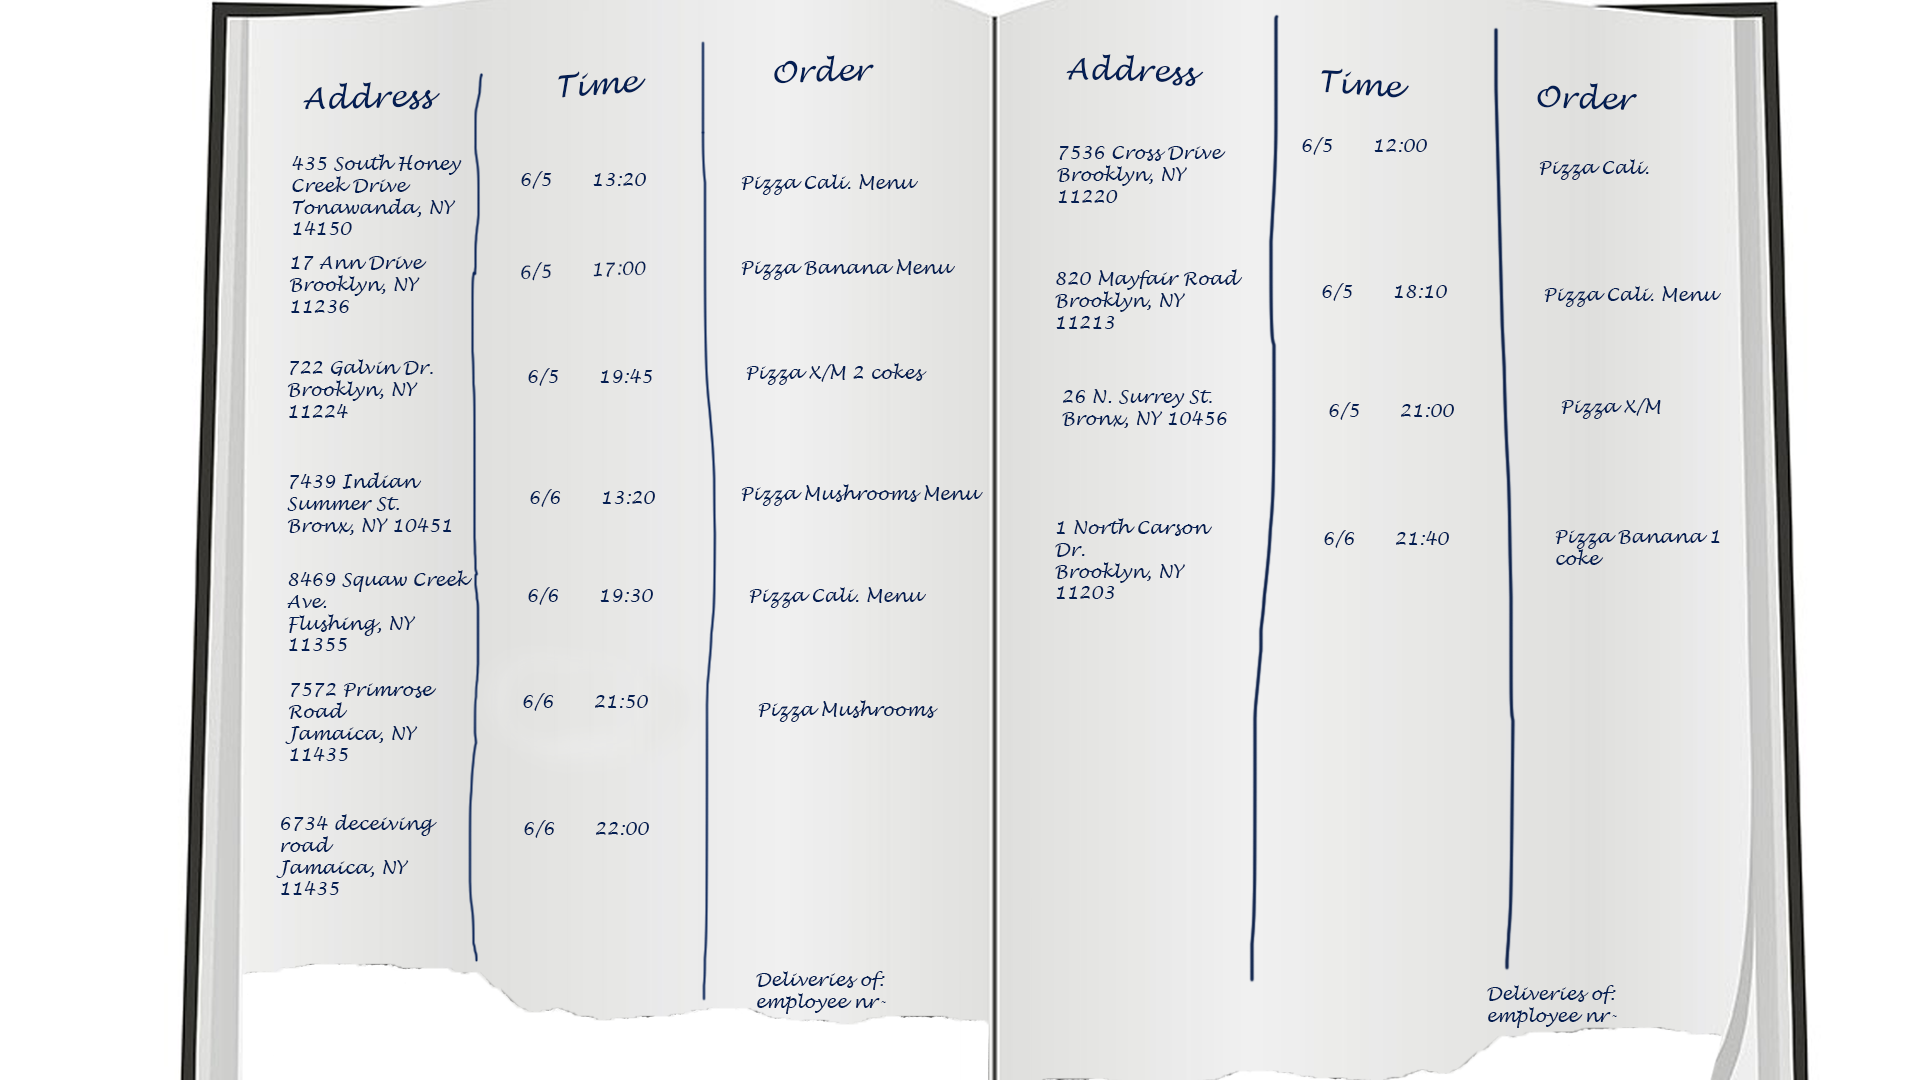 Address
Time
Order
435 South Honey
Creek Drive
Tonawanda, NY
14150
6/5 13:20
Pizza Cali. Menu
17 Ann Drive
Brooklyn, NY
11236
6/5 17:00
Pizza Banana Menu
722 Galvin Dr.
Brooklyn, NY
11224
6/5 19:45
Pizza X/M 2 cokes
7439 Indian
Summer St.
Bronx, NY 10451
6/6 13:20
Pizza Mushrooms Menu
8469 Squaw Creek
Ave.
Flushing, NY
11355
6/6 19:30
Pizza Cali. Menu
7572 Primrose
Road
Jamaica, NY
11435
6/6 21:50
Pizza Mushrooms
6734 deceiving
road
Jamaica, NY
11435
6/6 22:00
Deliveries of:
employee nr-
Address
Time
Order
7536 Cross Drive
Brooklyn, NY
11220
6/5 12:00
Pizza Cali.
820 Mayfair Road
Brooklyn, NY
11213
6/5 18:10
Pizza Cali. Menu
26 N. Surrey St.
Bronx, NY 10456
6/5 21:00
Pizza X/M
1 North Carson
Dr.
Brooklyn, NY
11203
6/6 21:40
Pizza Banana 1
coke
Deliveries of:
employee nr-